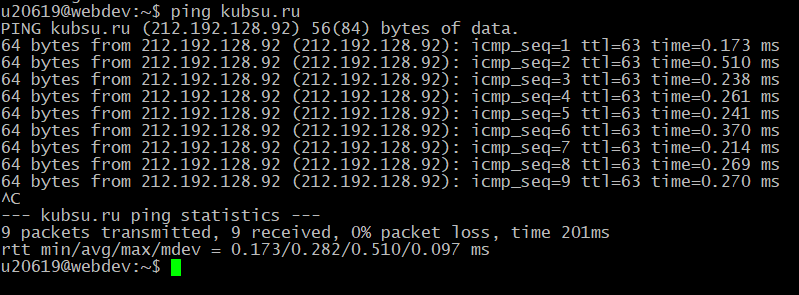 u20619@webdev:~$ ping kubsu.ru
PING kubsu.ru (212.192.128.92) 56(84) bytes of data.
64 bytes from 212.192.128.92 (212.192.128.92): icmp_seq=1 ttl=63 time=0.173 ms
64 bytes from 212.192.128.92 (212.192.128.92): icmp_seq=2 ttl=63 time=0.510 ms
64 bytes from 212.192.128.92 (212.192.128.92): icmp_seq=3 ttl=63 time=0.238 ms
64 bytes from 212.192.128.92 (212.192.128.92): icmp_seq=4 ttl=63 time=0.261 ms
64 bytes from 212.192.128.92 (212.192.128.92): icmp_seq=5 ttl=63 time=0.241 ms
64 bytes from 212.192.128.92 (212.192.128.92): icmp_seq=6 ttl=63 time=0.370 ms
64 bytes from 212.192.128.92 (212.192.128.92): icmp_seq=7 ttl=63 time=0.214 ms
64 bytes from 212.192.128.92 (212.192.128.92): icmp_seq=8 ttl=63 time=0.269 ms
64 bytes from 212.192.128.92 (212.192.128.92): icmp_seq=9 ttl=63 time=0.270 ms
^C
--- kubsu.ru ping statistics ---
9 packets transmitted, 9 received, 0% packet loss, time 201ms
rtt min/avg/max/mdev = 0.173/0.282/0.510/0.097 ms
u20619@webdev:~$